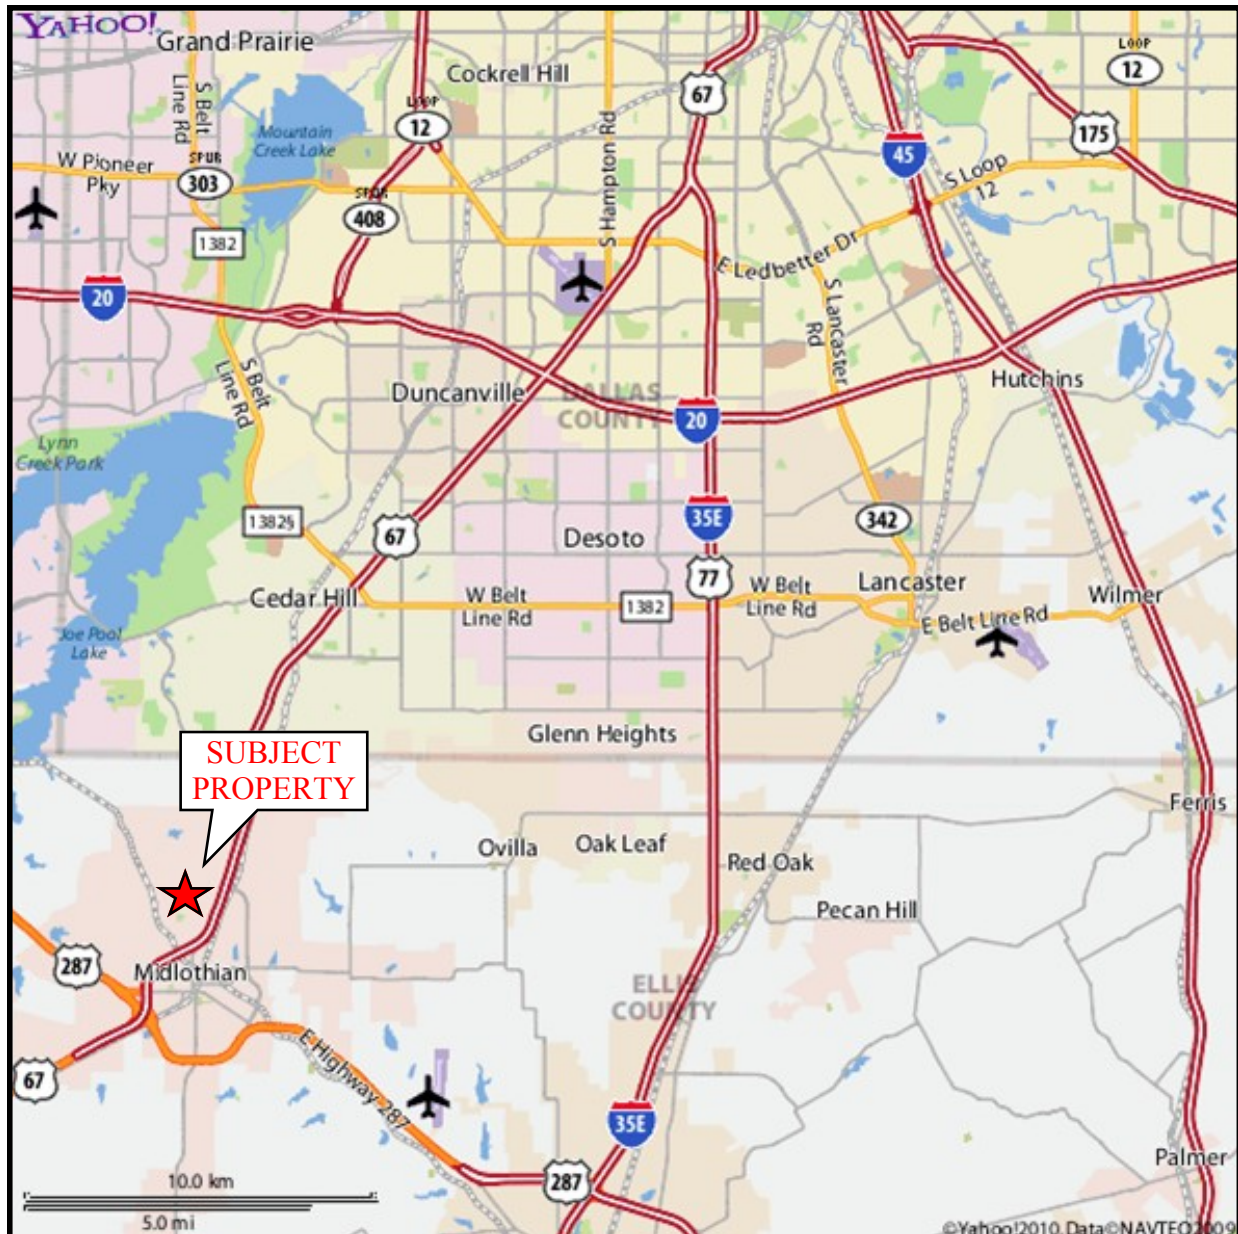 YAHOO!
Grand Prairie
Cockrell Hill
LOOP
12
67
175
S Belt
Line Rd
Mountain
Creek Lake
LOOP
12
S Hampton Rd
45
W Pioneer
Pky
SPUR
303
SPUR
408
S Loop
12
1382
E Ledbetter Dr
20
S Lancaster
Rd
S Belt
Line Rd
Duncanville
DALLAS
COUNTY
Hutchins
20
Lynn
Creek Park
1382§
67
Desoto
35E
342
77
Cedar Hill
W Belt
Line Rd
1382
W Belt
Line Rd
Lancaster
Wilmer
E Belt Line Rd
Joe Pool
Lake
Glenn Heights
SUBJECT
PROPERTY
Ferris
Ovilla
Oak Leaf
Red Oak
Pecan Hill
287
Midlothian
ELLIS
COUNTY
E Highway 287
67
35E
Palmer
287
10.0 km
5.0 mi
©Yahoo!2010,Data©NAVTEQ2009